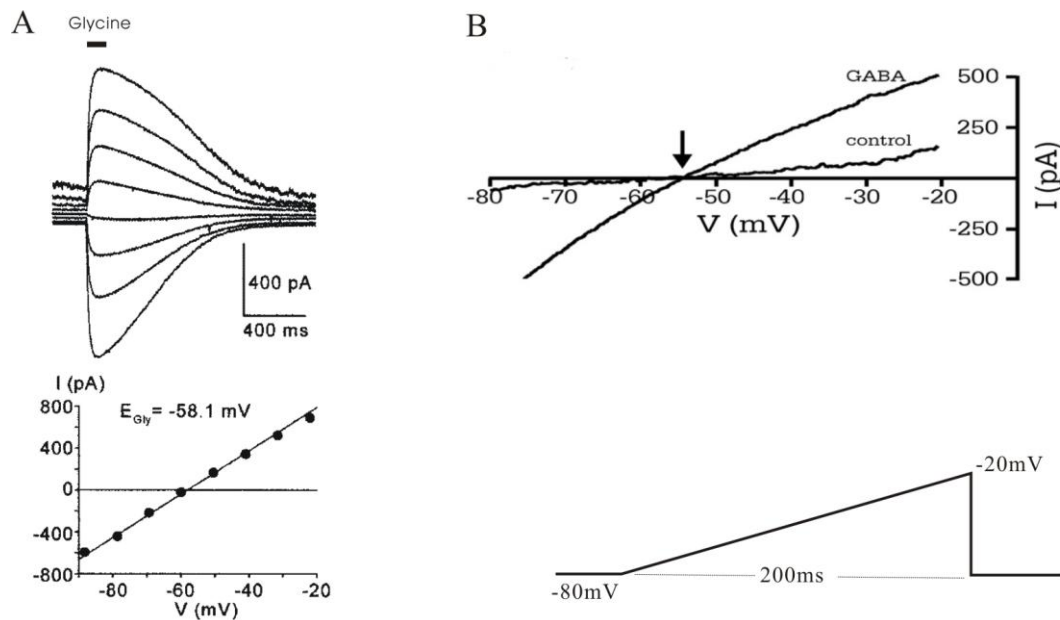 A
Glycine
400 pA
400 ms
I (pA)
E_Gly = -58.1 mV
800
400
0
-400
-800
-80
-60
-40
-20
V (mV)
B
GABA
control
500
250
-250
-500
I (pA)
-80
-70
-60
-50
-40
-30
-20
V (mV)
-20mV
200ms
-80mV